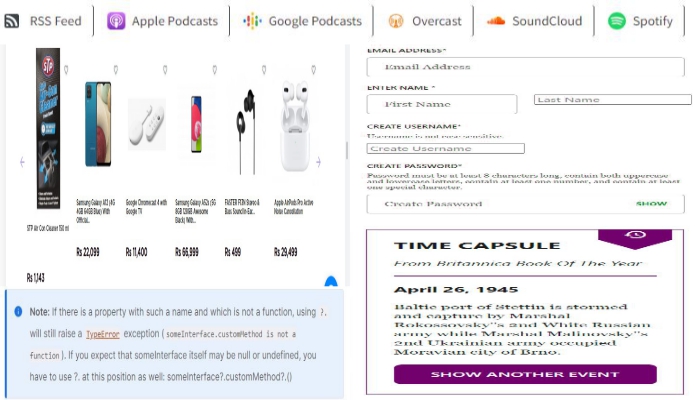 RSS Feed
Apple Podcasts
Google Podcasts
Overcast
SoundCloud
Spotify
STP
STP Air Con Cleaner 150 ml
Rs 1,143
Samsung Galaxy A12 (4G
4GB 64GB Blue) With
Official...
Rs 22,099
Google Chromecast 4 with
Google TV
Rs 11,400
Samsung Galaxy A52s (5G
8GB 128GB Awesome
Black) With...
Rs 66,999
FASTER F11N Stereo &
Bass Sound In-Ear...
Rs 499
Apple AirPods Pro Active
Noise Cancellation
Rs 29,499
Note: If there is a property with such a name and which is not a function, using ?.
will still raise a TypeError exception (someInterface.customMethod is not a
function). If you expect that someInterface itself may be null or undefined, you
have to use ?. at this position as well: someInterface?.customMethod?.()
EMAIL ADDRESS*
Email Address
ENTER NAME *
First Name
Last Name
CREATE USERNAME*
Username is not case sensitive.
Create Username
CREATE PASSWORD*
Password must be at least 8 characters long, contain both uppercase
and lowercase letters, contain at least one number, and contain at least
one special character.
Create Password
SHOW
TIME CAPSULE
From Britannica Book Of The Year
April 26, 1945
Baltic port of Stettin is stormed
and capture by Marshal
Rokossovsky''s 2nd White Russian
army while Marshal Malinovsky''s
2nd Ukrainian army occupied
Moravian city of Brno.
SHOW ANOTHER EVENT